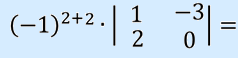 (−1)²⁺² · | 1 −3 | =
| 2 0 |